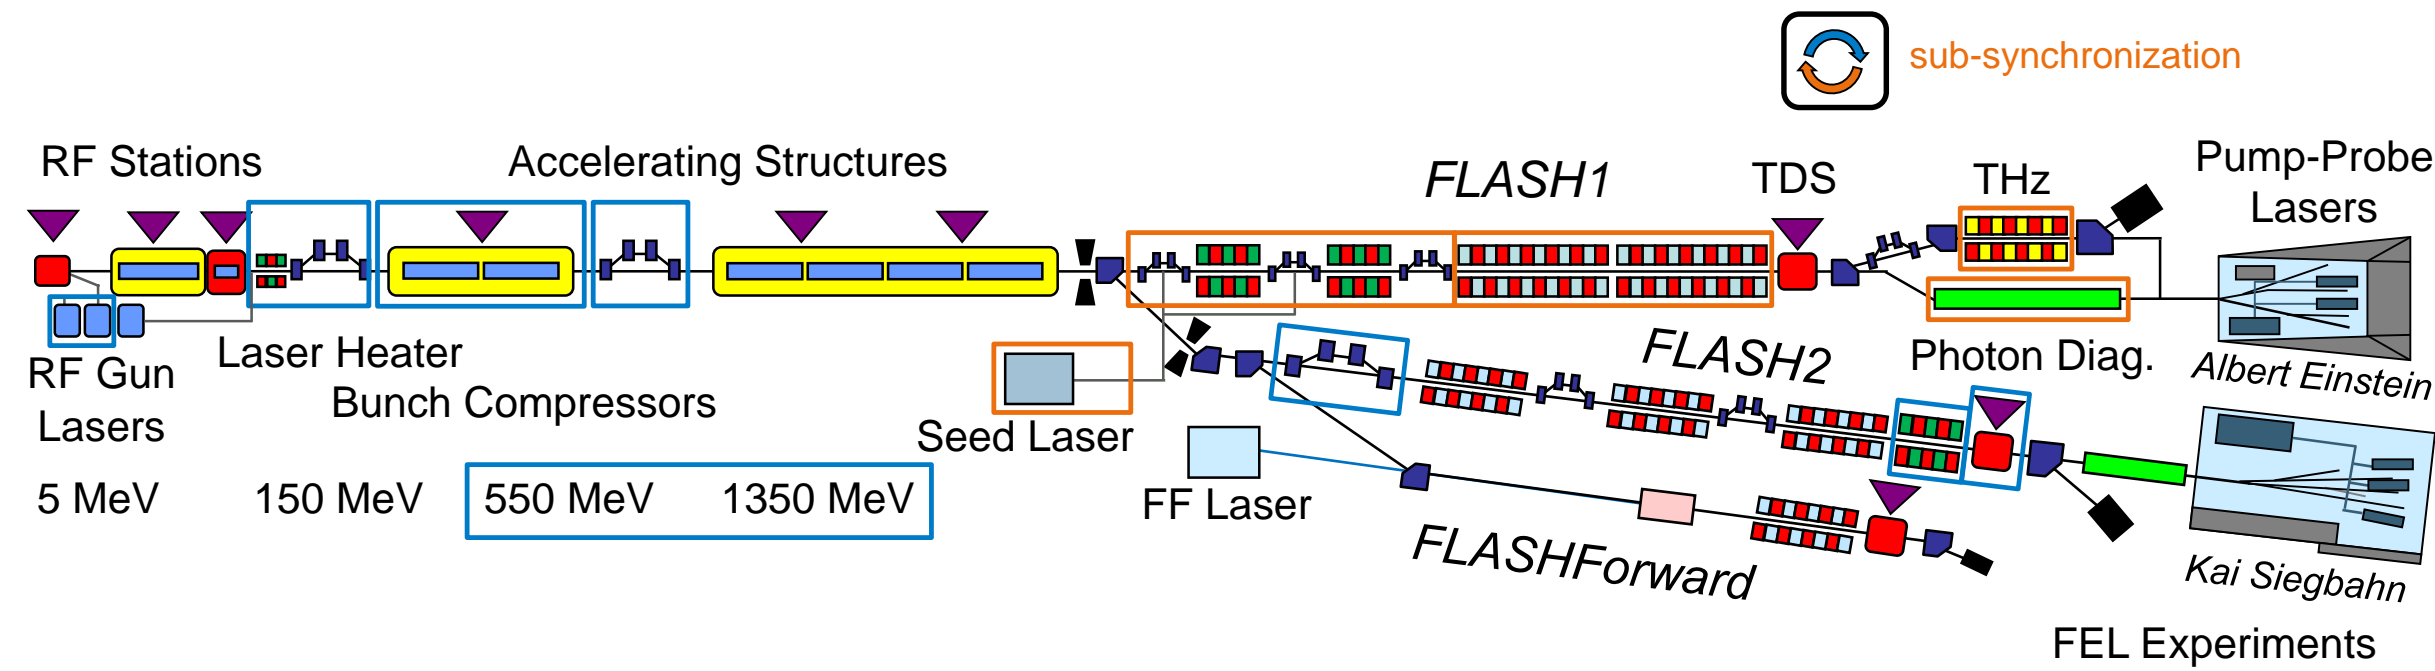 sub-synchronization
RF Stations
Accelerating Structures
FLASH1
TDS
THz
Pump-Probe
Lasers
RF Gun
Lasers
Laser Heater
Bunch Compressors
Seed Laser
FLASH2
Photon Diag.
Albert Einstein
5 MeV
150 MeV
550 MeV
1350 MeV
FF Laser
FLASHForward
Kai Siegbahn
FEL Experiments